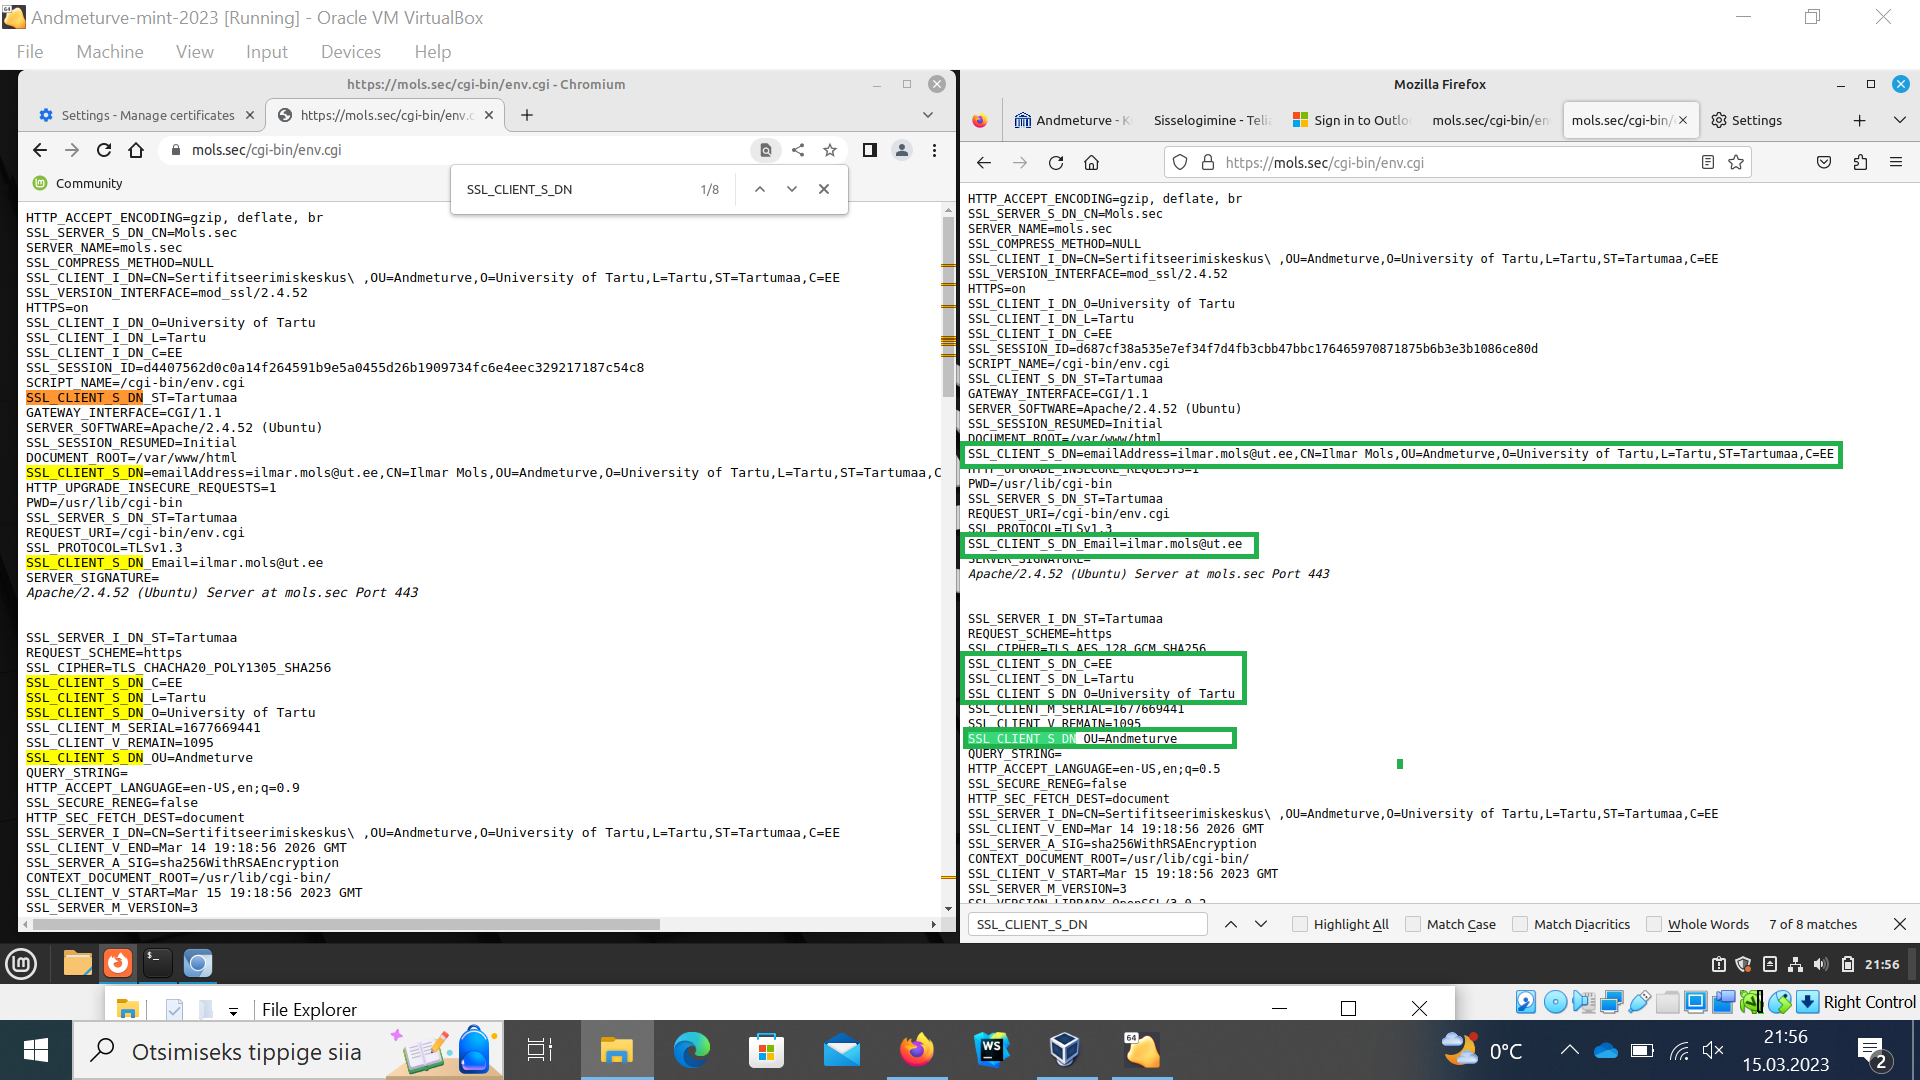 Andmeturve-mint-2023 [Running] - Oracle VM VirtualBox
File Machine View Input Devices Help
https://mols.sec/cgi-bin/env.cgi - Chromium
Settings - Manage certificates
https://mols.sec/cgi-bin/env.c
mols.sec/cgi-bin/env.cgi
Community
SSL_CLIENT_S_DN 1/8
HTTP_ACCEPT_ENCODING=gzip, deflate, br
SSL_SERVER_S_DN_CN=Mols.sec
SERVER_NAME=mols.sec
SSL_COMPRESS_METHOD=NULL
SSL_CLIENT_I_DN=CN=Sertifitseerimiskeskus\ ,OU=Andmeturve,O=University of Tartu,L=Tartu,ST=Tartumaa,C=EE
SSL_VERSION_INTERFACE=mod_ssl/2.4.52
HTTPS=on
SSL_CLIENT_I_DN_O=University of Tartu
SSL_CLIENT_I_DN_L=Tartu
SSL_CLIENT_I_DN_C=EE
SSL_SESSION_ID=d4407562d0c0a14f264591b9e5a0455d26b1909734fc6e4eec329217187c54c8
SCRIPT_NAME=/cgi-bin/env.cgi
SSL_CLIENT_S_DN_ST=Tartumaa
GATEWAY_INTERFACE=CGI/1.1
SERVER_SOFTWARE=Apache/2.4.52 (Ubuntu)
SSL_SESSION_RESUMED=Initial
DOCUMENT_ROOT=/var/www/html
SSL_CLIENT_S_DN=emailAddress=ilmar.mols@ut.ee,CN=Ilmar Mols,OU=Andmeturve,O=University of Tartu,L=Tartu,ST=Tartumaa,C
HTTP_UPGRADE_INSECURE_REQUESTS=1
PWD=/usr/lib/cgi-bin
SSL_SERVER_S_DN_ST=Tartumaa
REQUEST_URI=/cgi-bin/env.cgi
SSL_PROTOCOL=TLSv1.3
SSL_CLIENT_S_DN_Email=ilmar.mols@ut.ee
SERVER_SIGNATURE=
Apache/2.4.52 (Ubuntu) Server at mols.sec Port 443
SSL_SERVER_I_DN_ST=Tartumaa
REQUEST_SCHEME=https
SSL_CIPHER=TLS_CHACHA20_POLY1305_SHA256
SSL_CLIENT_S_DN_C=EE
SSL_CLIENT_S_DN_L=Tartu
SSL_CLIENT_S_DN_O=University of Tartu
SSL_CLIENT_M_SERIAL=1677669441
SSL_CLIENT_V_REMAIN=1095
SSL_CLIENT_S_DN_OU=Andmeturve
QUERY_STRING=
HTTP_ACCEPT_LANGUAGE=en-US,en;q=0.9
SSL_SECURE_RENEG=false
HTTP_SEC_FETCH_DEST=document
SSL_SERVER_I_DN=CN=Sertifitseerimiskeskus\ ,OU=Andmeturve,O=University of Tartu,L=Tartu,ST=Tartumaa,C=EE
SSL_CLIENT_V_END=Mar 14 19:18:56 2026 GMT
SSL_SERVER_A_SIG=sha256WithRSAEncryption
CONTEXT_DOCUMENT_ROOT=/usr/lib/cgi-bin/
SSL_CLIENT_V_START=Mar 15 19:18:56 2023 GMT
SSL_SERVER_M_VERSION=3
Mozilla Firefox
Andmeturve - K
Sisselogimine - Telia
Sign in to Outlo
mols.sec/cgi-bin/en
mols.sec/cgi-bin/
Settings
https://mols.sec/cgi-bin/env.cgi
HTTP_ACCEPT_ENCODING=gzip, deflate, br
SSL_SERVER_S_DN_CN=Mols.sec
SERVER_NAME=mols.sec
SSL_COMPRESS_METHOD=NULL
SSL_CLIENT_I_DN=CN=Sertifitseerimiskeskus\ ,OU=Andmeturve,O=University of Tartu,L=Tartu,ST=Tartumaa,C=EE
SSL_VERSION_INTERFACE=mod_ssl/2.4.52
HTTPS=on
SSL_CLIENT_I_DN_O=University of Tartu
SSL_CLIENT_I_DN_L=Tartu
SSL_CLIENT_I_DN_C=EE
SSL_SESSION_ID=d687cf38a535e7ef34f7d4fb3cbb47bbc176465970871875b6b3e3b1086ce80d
SCRIPT_NAME=/cgi-bin/env.cgi
SSL_CLIENT_S_DN_ST=Tartumaa
GATEWAY_INTERFACE=CGI/1.1
SERVER_SOFTWARE=Apache/2.4.52 (Ubuntu)
SSL_SESSION_RESUMED=Initial
DOCUMENT_ROOT=/var/www/html
SSL_CLIENT_S_DN=emailAddress=ilmar.mols@ut.ee,CN=Ilmar Mols,OU=Andmeturve,O=University of Tartu,L=Tartu,ST=Tartumaa,C=EE
HTTP_UPGRADE_INSECURE_REQUESTS=1
PWD=/usr/lib/cgi-bin
SSL_SERVER_S_DN_ST=Tartumaa
REQUEST_URI=/cgi-bin/env.cgi
SSL_PROTOCOL=TLSv1.3
SSL_CLIENT_S_DN_Email=ilmar.mols@ut.ee
SERVER_SIGNATURE=
Apache/2.4.52 (Ubuntu) Server at mols.sec Port 443
SSL_SERVER_I_DN_ST=Tartumaa
REQUEST_SCHEME=https
SSL_CIPHER=TLS_AES_128_GCM_SHA256
SSL_CLIENT_S_DN_C=EE
SSL_CLIENT_S_DN_L=Tartu
SSL_CLIENT_S_DN_O=University of Tartu
SSL_CLIENT_M_SERIAL=1677669441
SSL_CLIENT_V_REMAIN=1095
SSL_CLIENT_S_DN_OU=Andmeturve
QUERY_STRING=
HTTP_ACCEPT_LANGUAGE=en-US,en;q=0.5
SSL_SECURE_RENEG=false
HTTP_SEC_FETCH_DEST=document
SSL_SERVER_I_DN=CN=Sertifitseerimiskeskus\ ,OU=Andmeturve,O=University of Tartu,L=Tartu,ST=Tartumaa,C=EE
SSL_CLIENT_V_END=Mar 14 19:18:56 2026 GMT
SSL_SERVER_A_SIG=sha256WithRSAEncryption
CONTEXT_DOCUMENT_ROOT=/usr/lib/cgi-bin/
SSL_CLIENT_V_START=Mar 15 19:18:56 2023 GMT
SSL_SERVER_M_VERSION=3
SSL_VERSION_LIBRARY=OpenSSL/3.0.2
SSL_CLIENT_S_DN Highlight All Match Case Match Diacritics Whole Words 7 of 8 matches
21:56
File Explorer
Right Control
Otsimiseks tippige siia
WS
64
0°C
21:56
15.03.2023
2